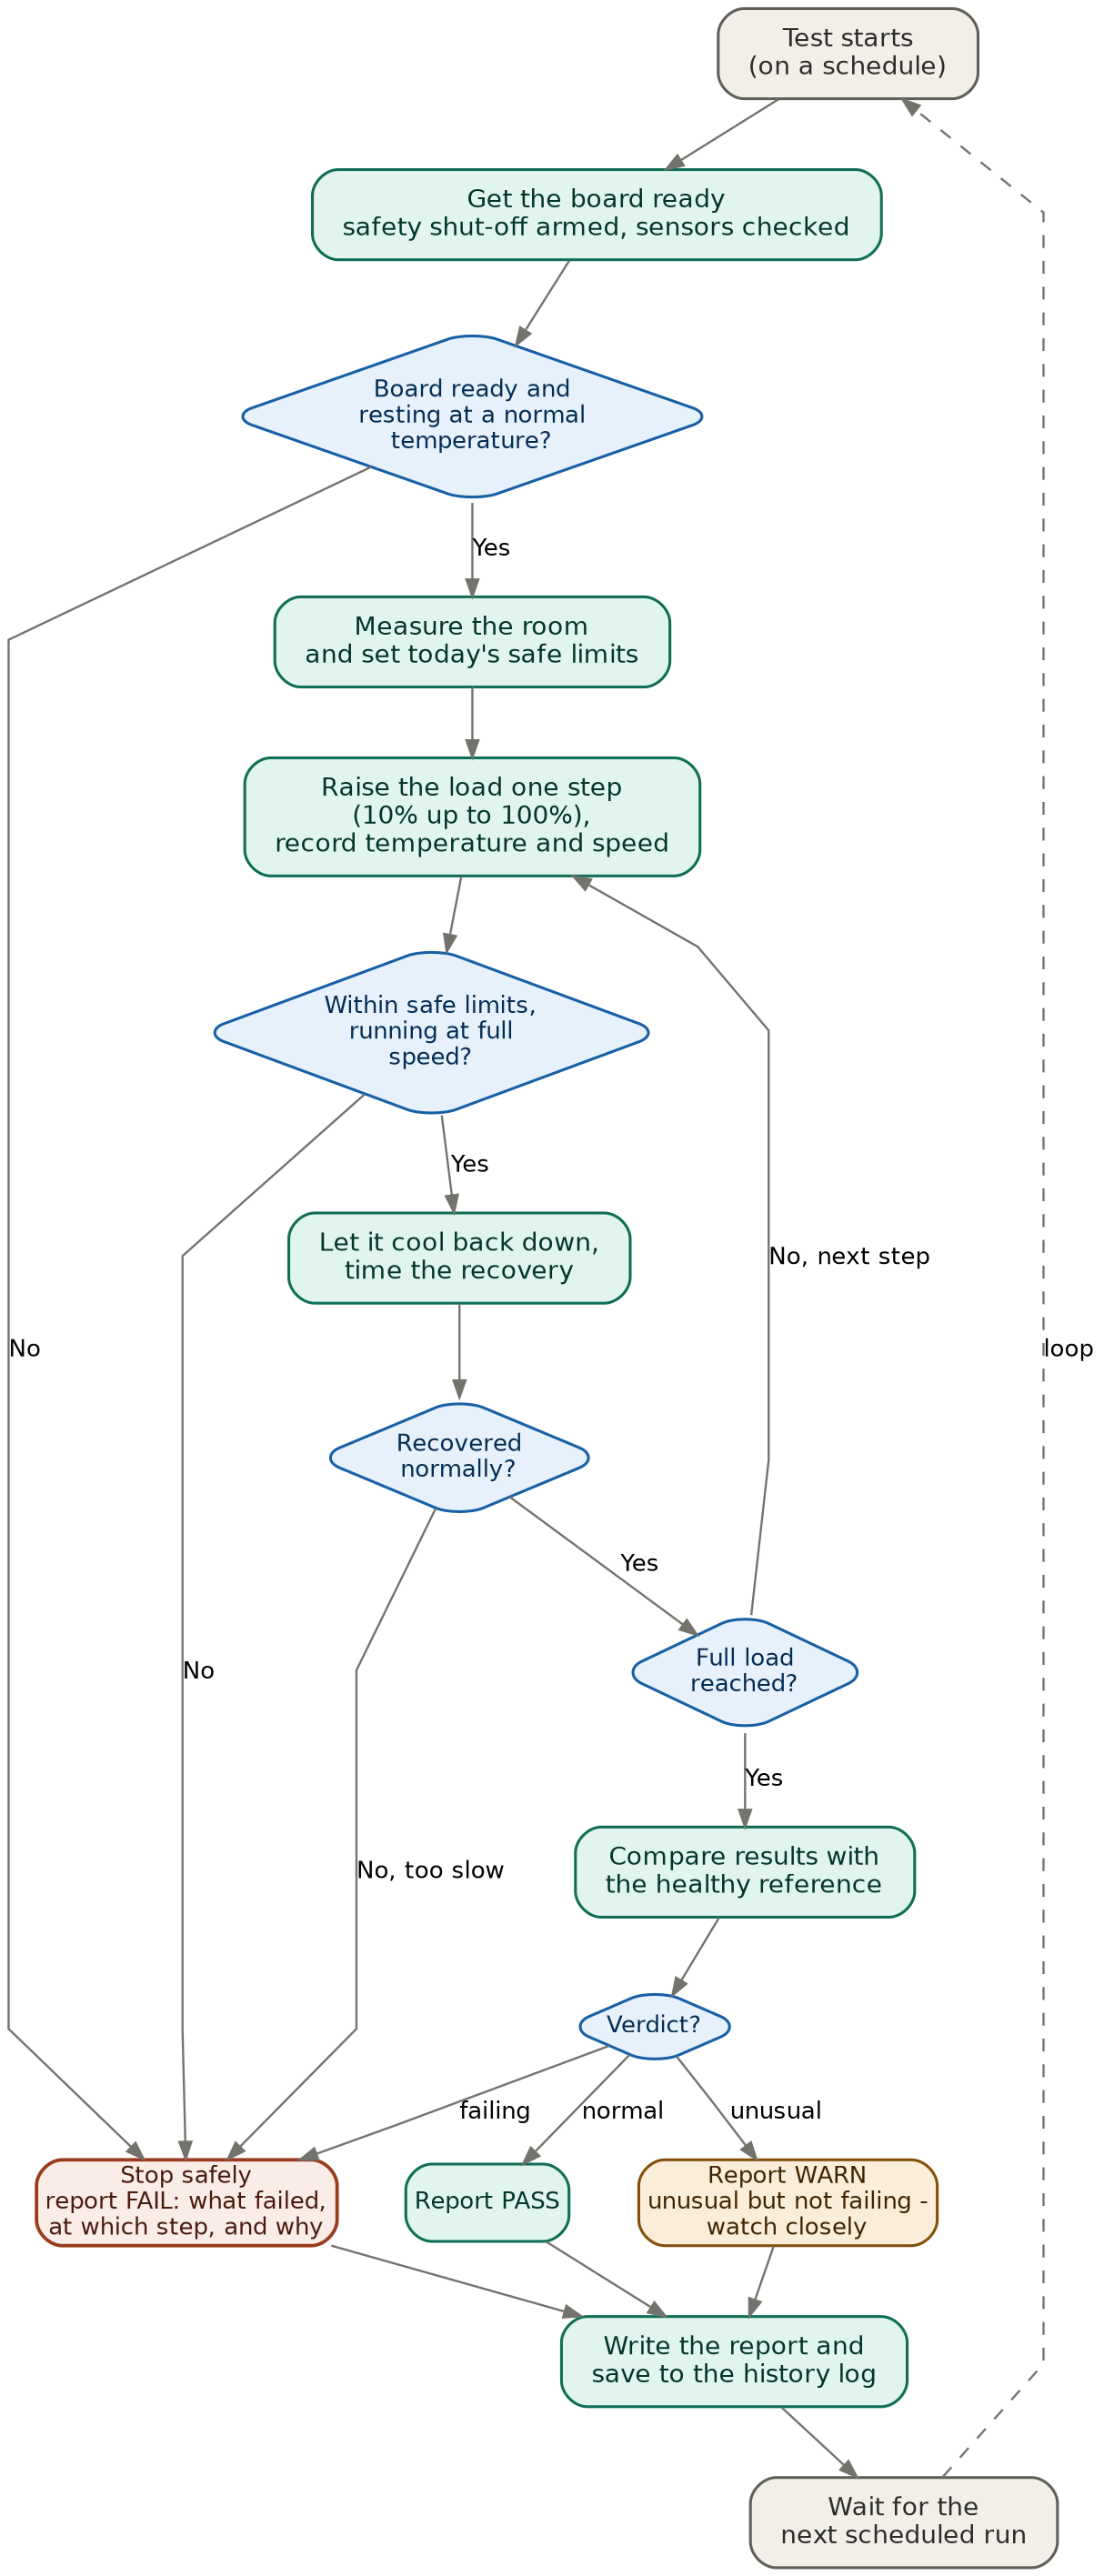 Test starts
(on a schedule)
Get the board ready
safety shut-off armed, sensors checked
Board ready and
resting at a normal
temperature?
Yes
Measure the room
and set today's safe limits
Raise the load one step
(10% up to 100%),
record temperature and speed
Within safe limits,
running at full
speed?
Yes
Let it cool back down,
time the recovery
No, next step
No
loop
Recovered
normally?
Yes
No
Full load
reached?
Yes
Compare results with
the healthy reference
No, too slow
Verdict?
failing
normal
unusual
Stop safely
report FAIL: what failed,
at which step, and why
Report PASS
Report WARN
unusual but not failing -
watch closely
Write the report and
save to the history log
Wait for the
next scheduled run